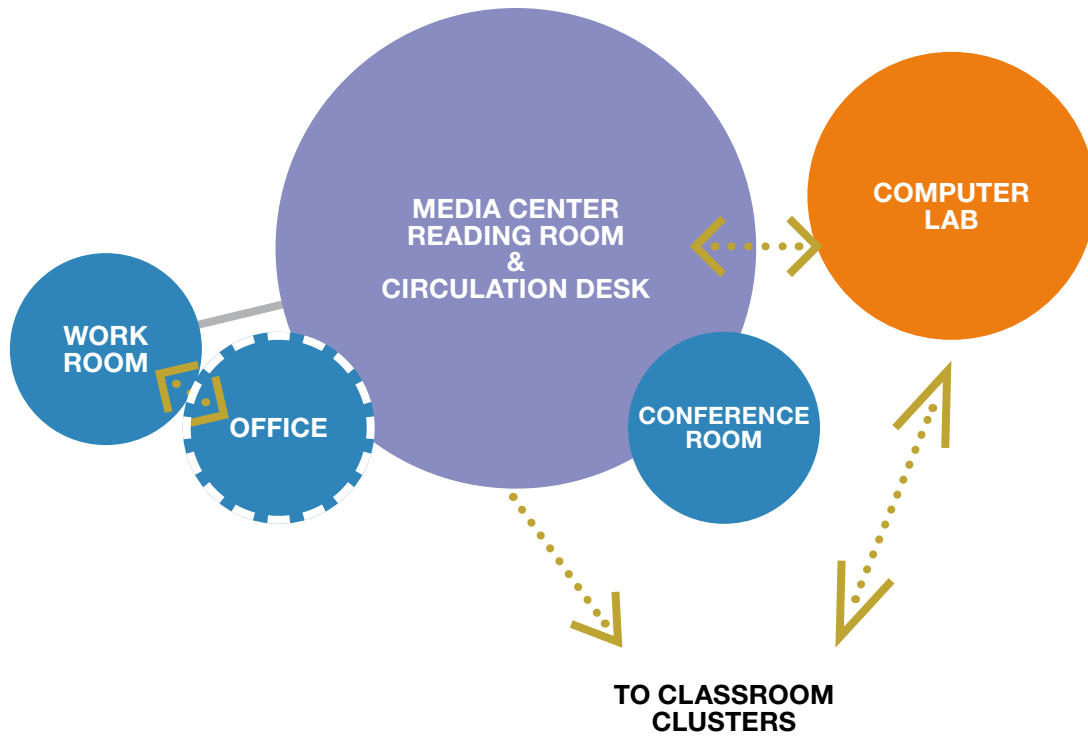 MEDIA CENTER
READING ROOM
&
CIRCULATION DESK
COMPUTER
LAB
WORK
ROOM
OFFICE
CONFERENCE
ROOM
TO CLASSROOM
CLUSTERS